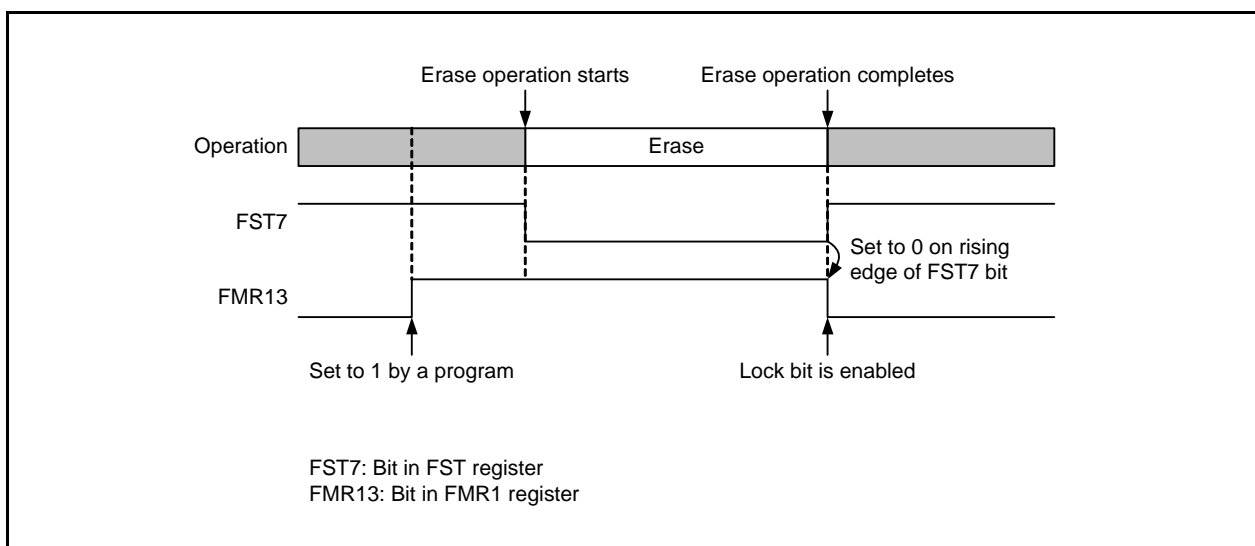 Erase operation starts
Erase operation completes
Operation
Erase
FST7
Set to 0 on rising
edge of FST7 bit
FMR13
Set to 1 by a program
Lock bit is enabled
FST7: Bit in FST register
FMR13: Bit in FMR1 register